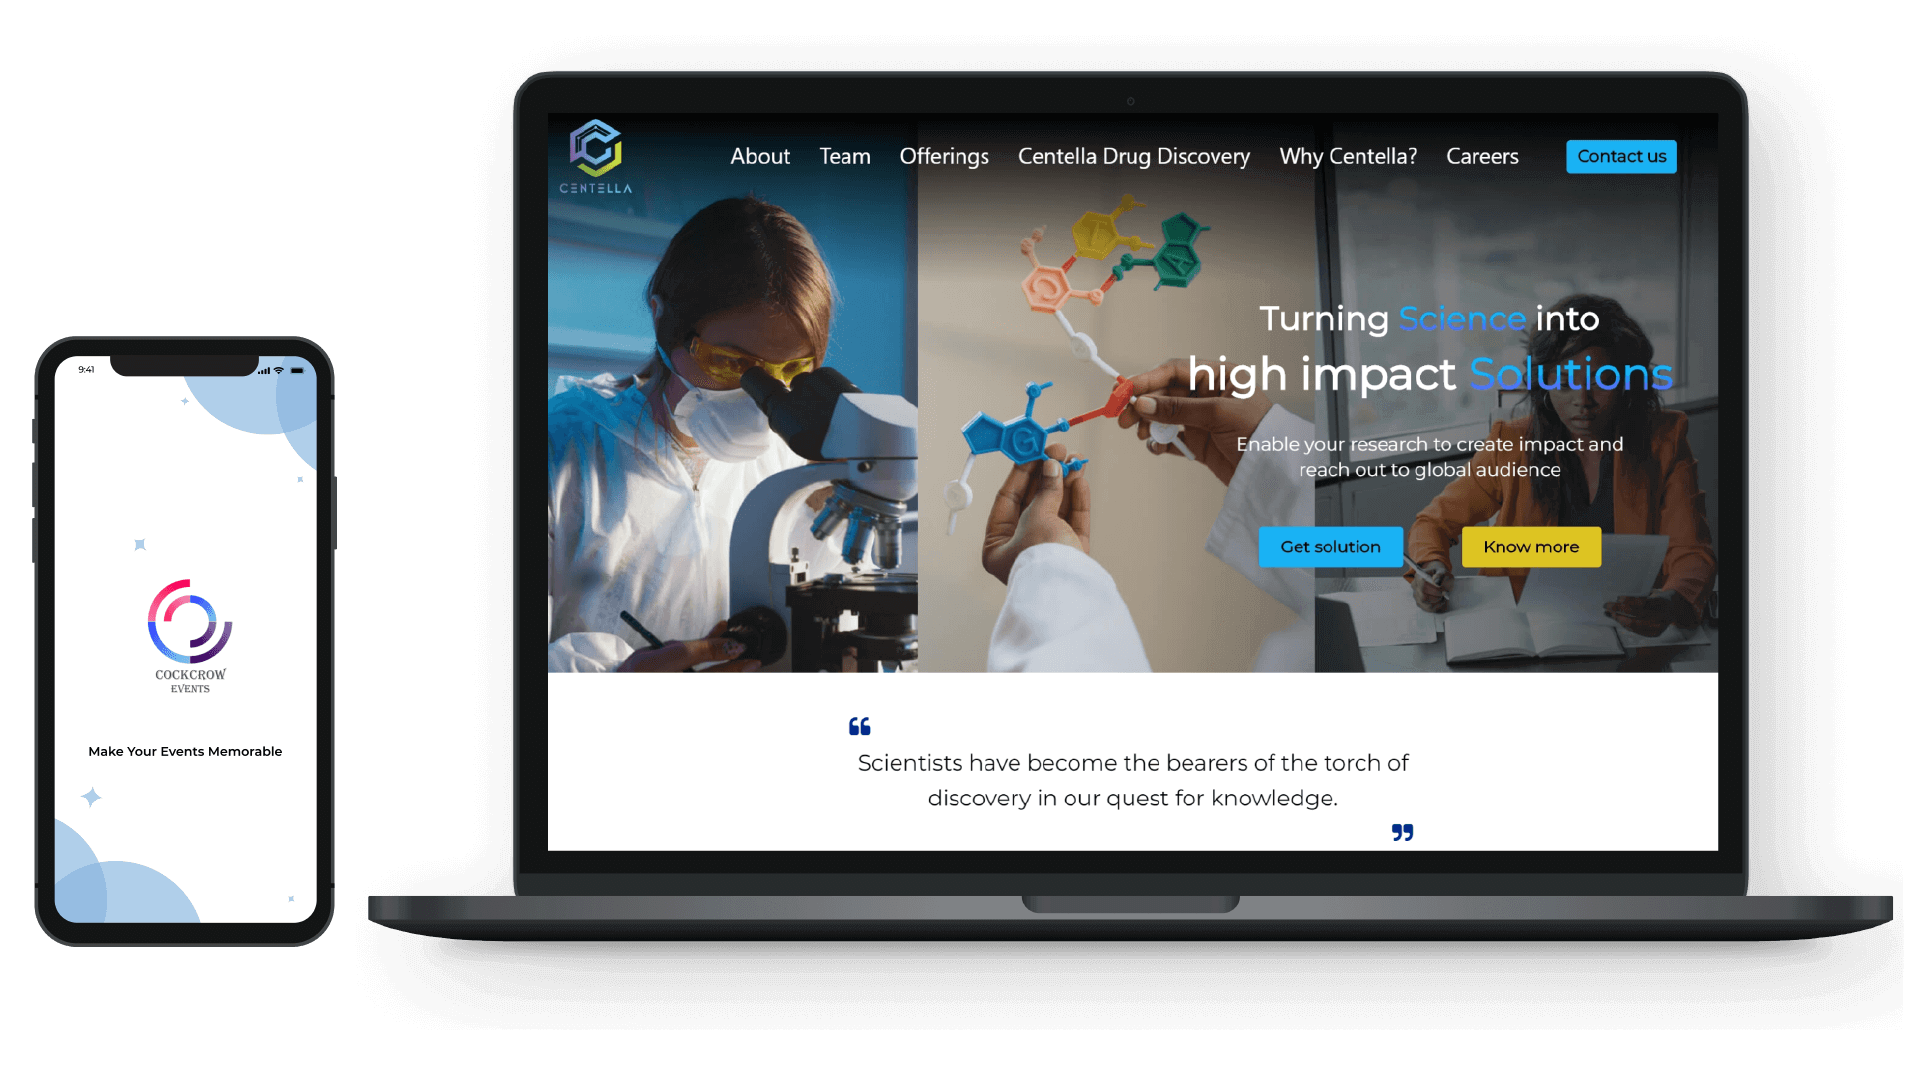 9:41
COCKCROW
EVENTS
Make Your Events Memorable
CENTELLA
About Team Offerings Centella Drug Discovery Why Centella? Careers Contact us
Turning Science into
high impact Solutions
Enable your research to create impact and
reach out to global audience
Get solution Know more
“
Scientists have become the bearers of the torch of
discovery in our quest for knowledge.
”
C
T
A
G